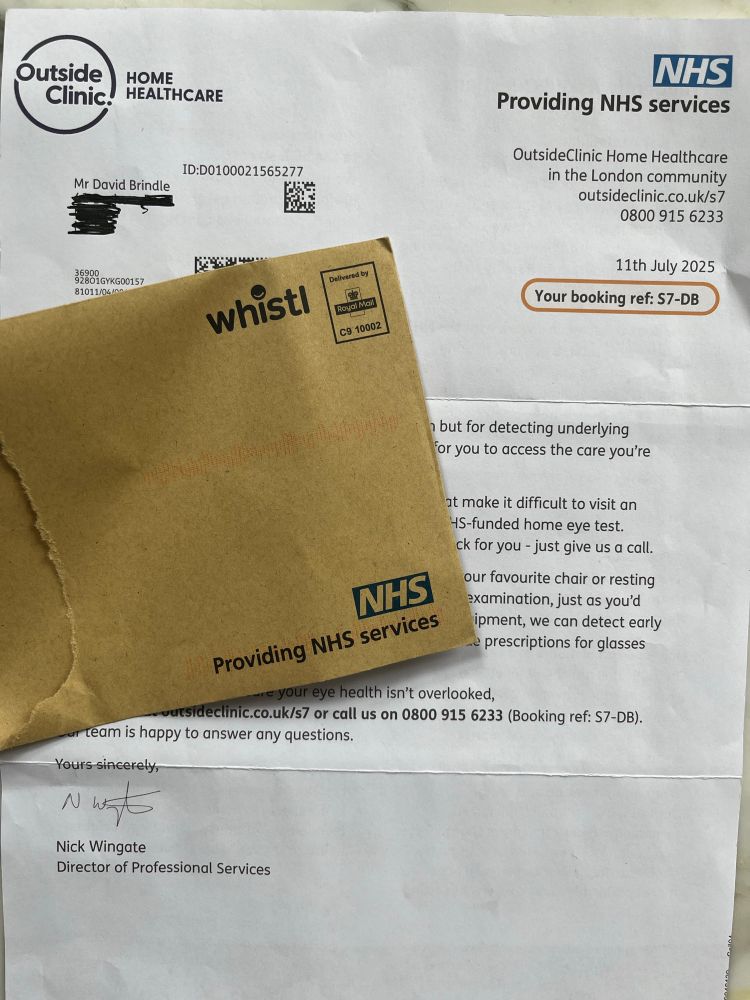 Outside
Clinic.
HOME
HEALTHCARE
NHS
Providing NHS services
OutsideClinic Home Healthcare
in the London community
outsideclinic.co.uk/s7
0800 915 6233
ID:D0100021565277
Mr David Brindle
11th July 2025
Your booking ref: S7-DB
36900
928O1GYKG00157
81011/04/
whistl
Delivered by
Royal Mail
C9 10002
but for detecting underlying
for you to access the care you're
make it difficult to visit an
HS-funded home eye test.
ck for you - just give us a call.
our favourite chair or resting
examination, just as you'd
ipment, we can detect early
prescriptions for glasses
NHS
Providing NHS services
your eye health isn't overlooked,
outsideclinic.co.uk/s7 or call us on 0800 915 6233 (Booking ref: S7-DB).
team is happy to answer any questions.
Yours sincerely,
Nick Wingate
Director of Professional Services